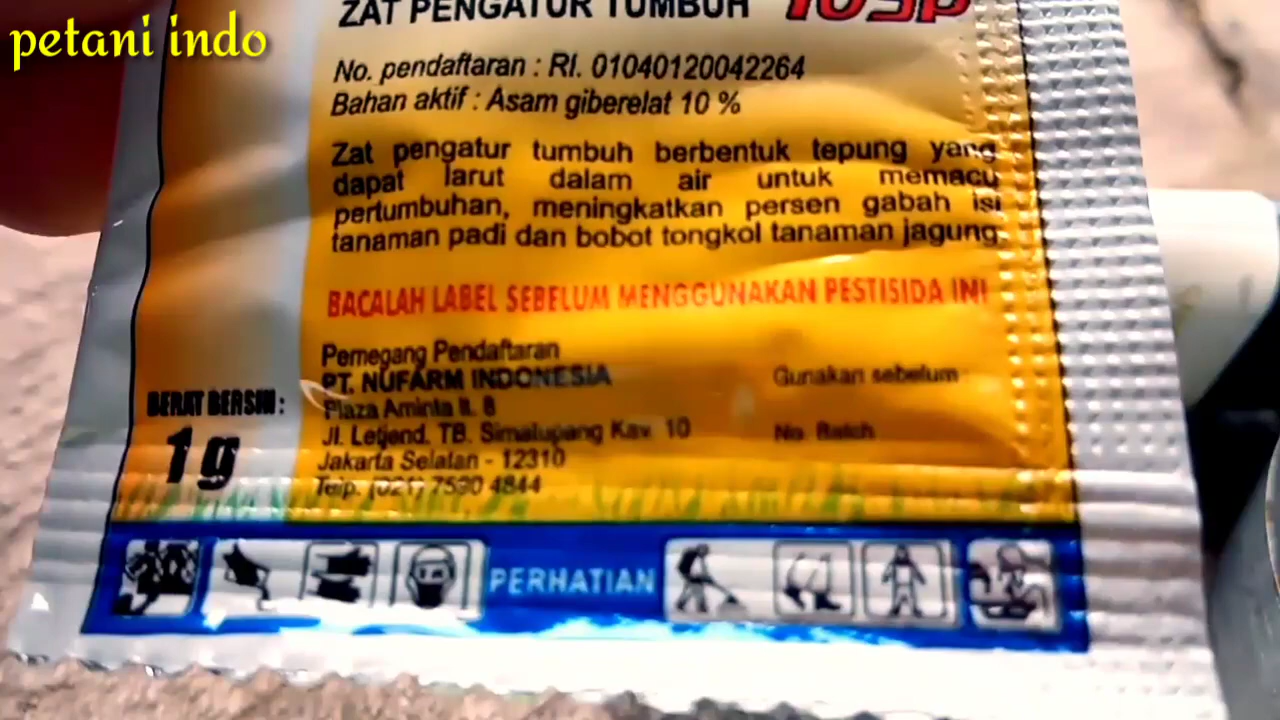 petani indo
ZAT PENGATUR TUMBUH 10SP
No. pendaftaran : RI. 01040120042264
Bahan aktif : Asam giberelat 10 %
Zat pengatur tumbuh berbentuk tepung yang
dapat larut dalam air untuk memacu
pertumbuhan, meningkatkan persen gabah isi
tanaman padi dan bobot tongkol tanaman jagung.
BACALAH LABEL SEBELUM MENGGUNAKAN PESTISIDA INI
Pemegang Pendaftaran
PT. NUFARM INDONESIA
Plaza Aminta lt. 8
Jl. Letjend. TB. Simatupang Kav. 10
Jakarta Selatan - 12310
Telp. (021) 7590 4844
Gunakan sebelum :
No. Batch
BERAT BERSIH :
1 g
PERHATIAN